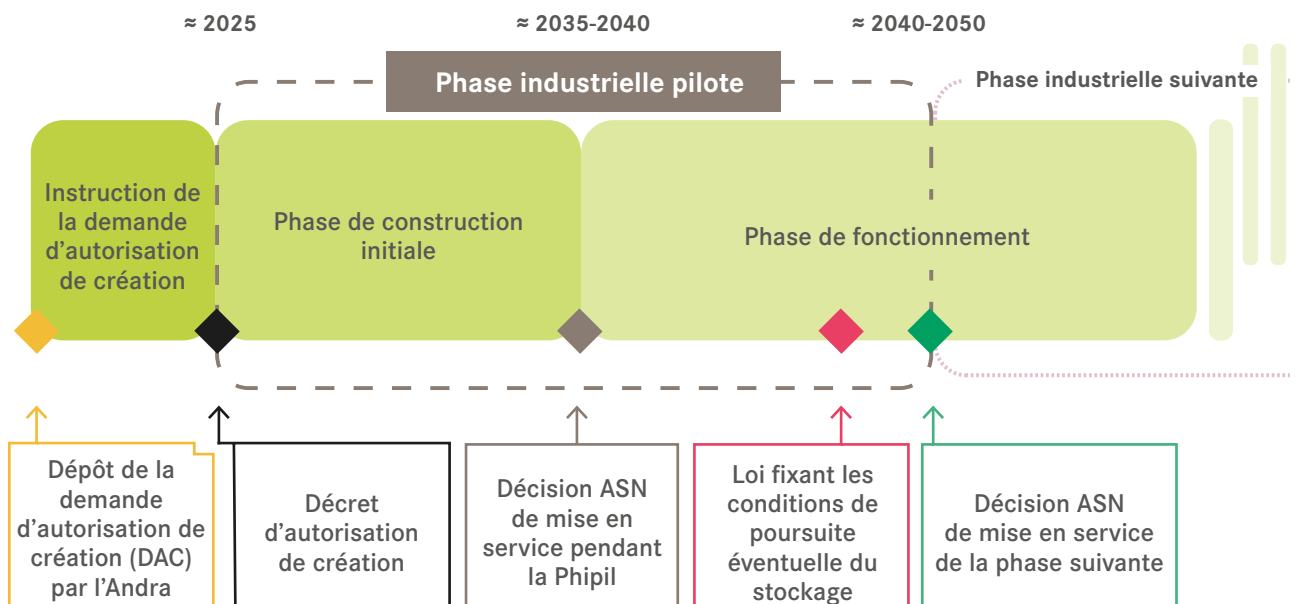 ≈ 2025
≈ 2035-2040
≈ 2040-2050
Phase industrielle pilote
Phase industrielle suivante
Instruction de
la demande
d'autorisation
de création
Phase de construction
initiale
Phase de fonctionnement
Dépôt de la
demande
d'autorisation de
création (DAC)
par l'Andra
Décret
d'autorisation
de création
Décision ASN
de mise en
service pendant
la Phipil
Loi fixant les
conditions de
poursuite
éventuelle du
stockage
Décision ASN
de mise en service
de la phase suivante